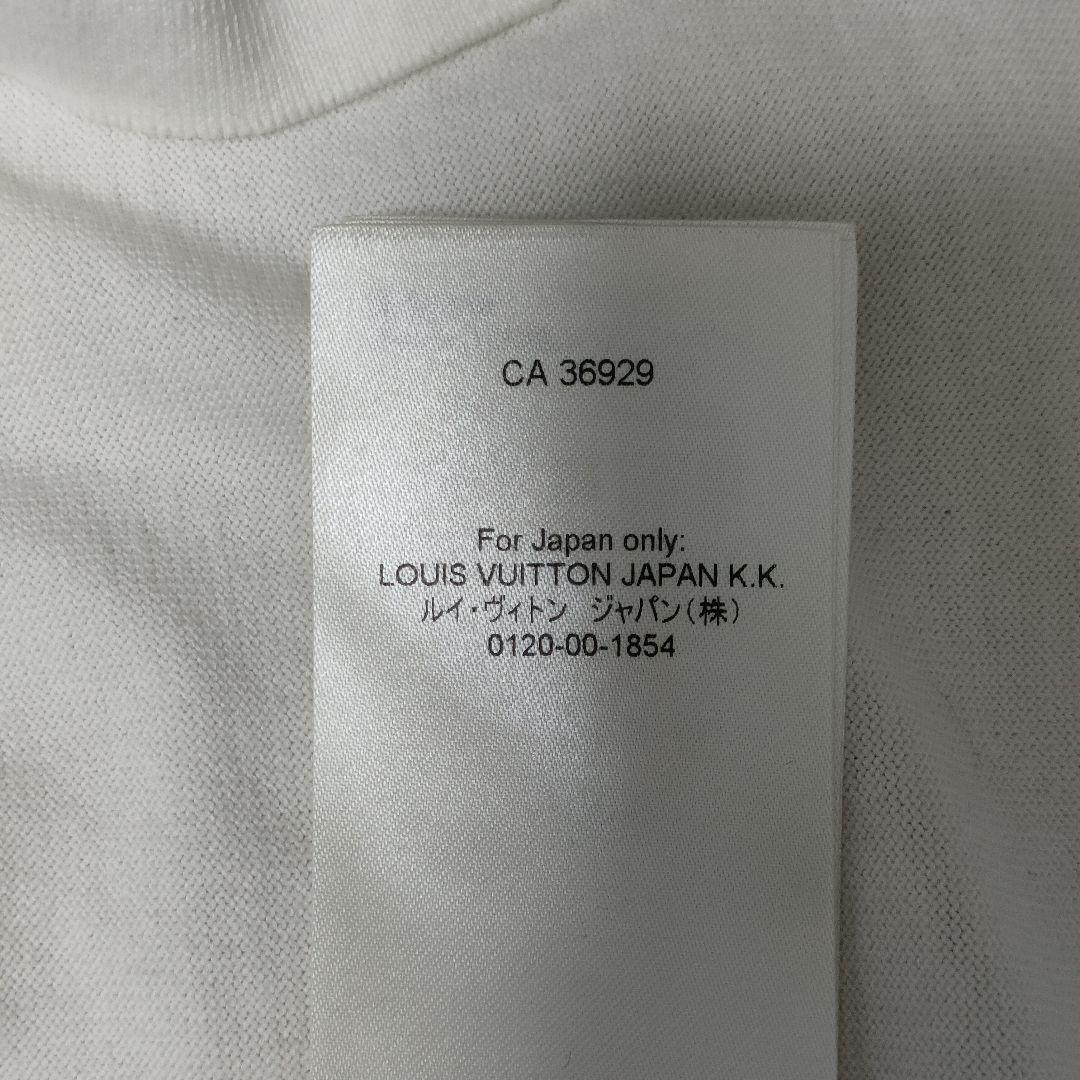 CA 36929
For Japan only:
LOUIS VUITTON JAPAN K.K.
ルイ・ヴィトン　ジャパン(株)
0120-00-1854